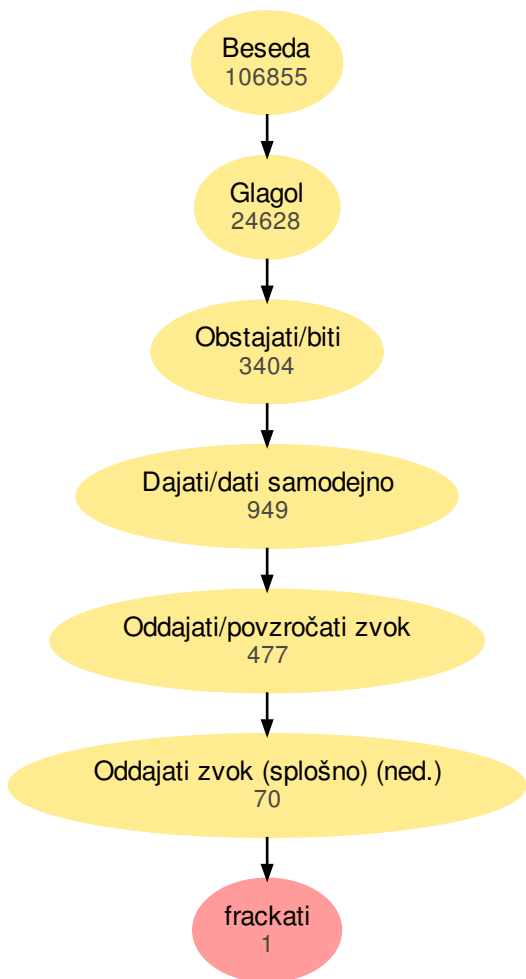 Beseda
106855
Glagol
24628
Obstajati/biti
3404
Dajati/dati samodejno
949
Oddajati/povzročati zvok
477
Oddajati zvok (splošno) (ned.)
70
frackati
1